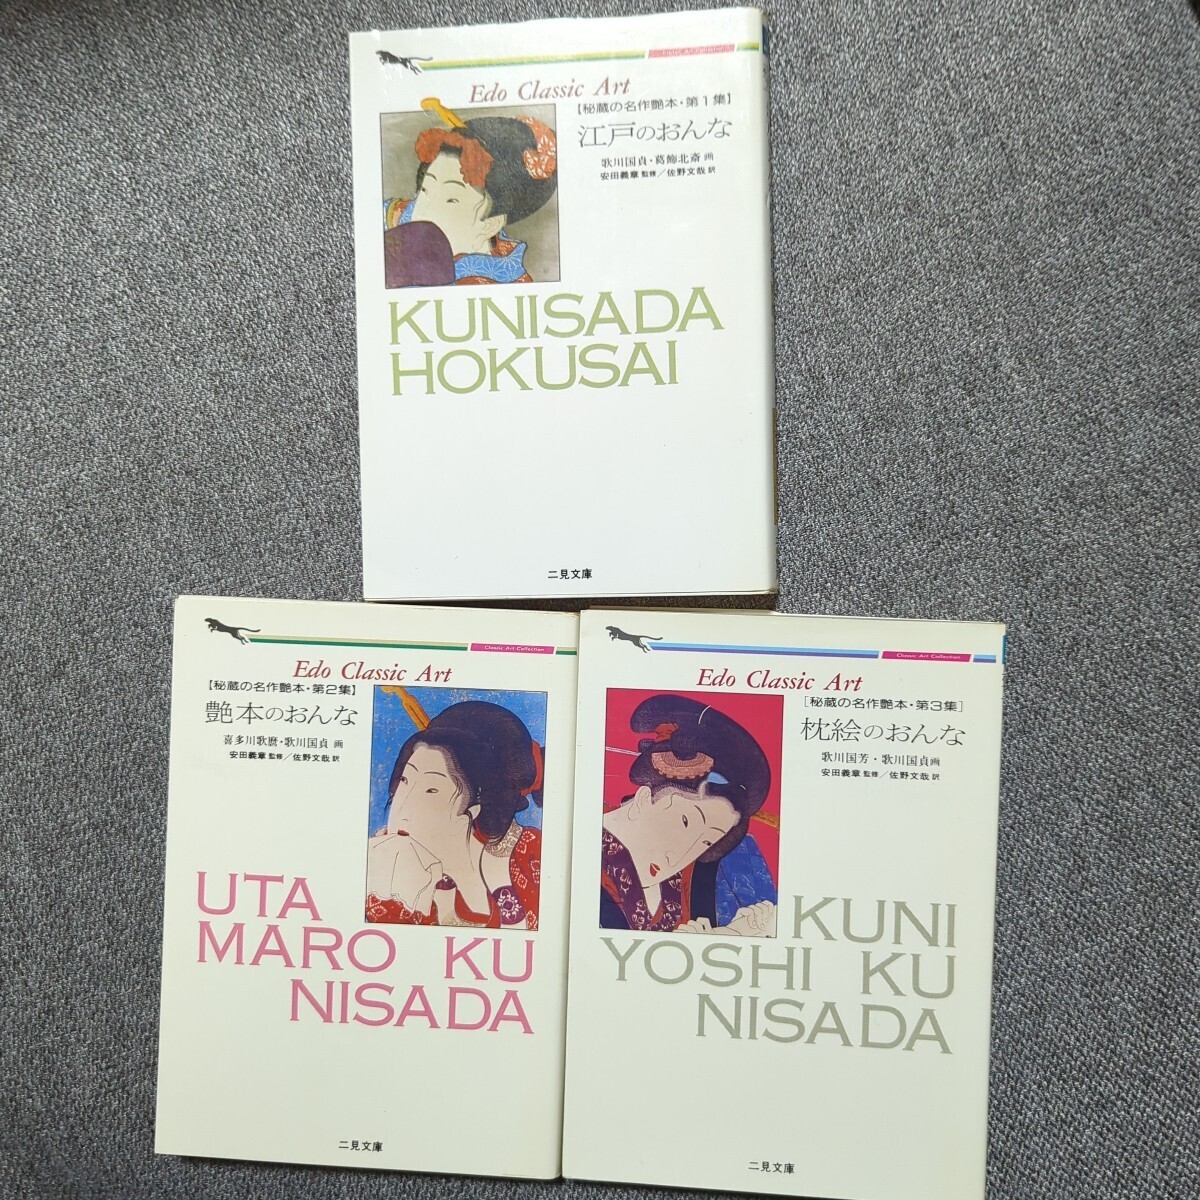 Classic Art Collection
Edo Classic Art
【秘蔵の名作艶本・第1集】
江戸のおんな
歌川国貞・葛飾北斎 画
安田義章 監修／佐野文哉 訳
KUNISADA
HOKUSAI
二見文庫
Classic Art Collection
Edo Classic Art
【秘蔵の名作艶本・第2集】
艶本のおんな
喜多川歌麿・歌川国貞 画
安田義章 監修／佐野文哉 訳
UTA
MARO KU
NISADA
二見文庫
Classic Art Collection
Edo Classic Art
［秘蔵の名作艶本・第3集］
枕絵のおんな
歌川国芳・歌川国貞画
安田義章 監修／佐野文哉 訳
KUNI
YOSHI KU
NISADA
二見文庫